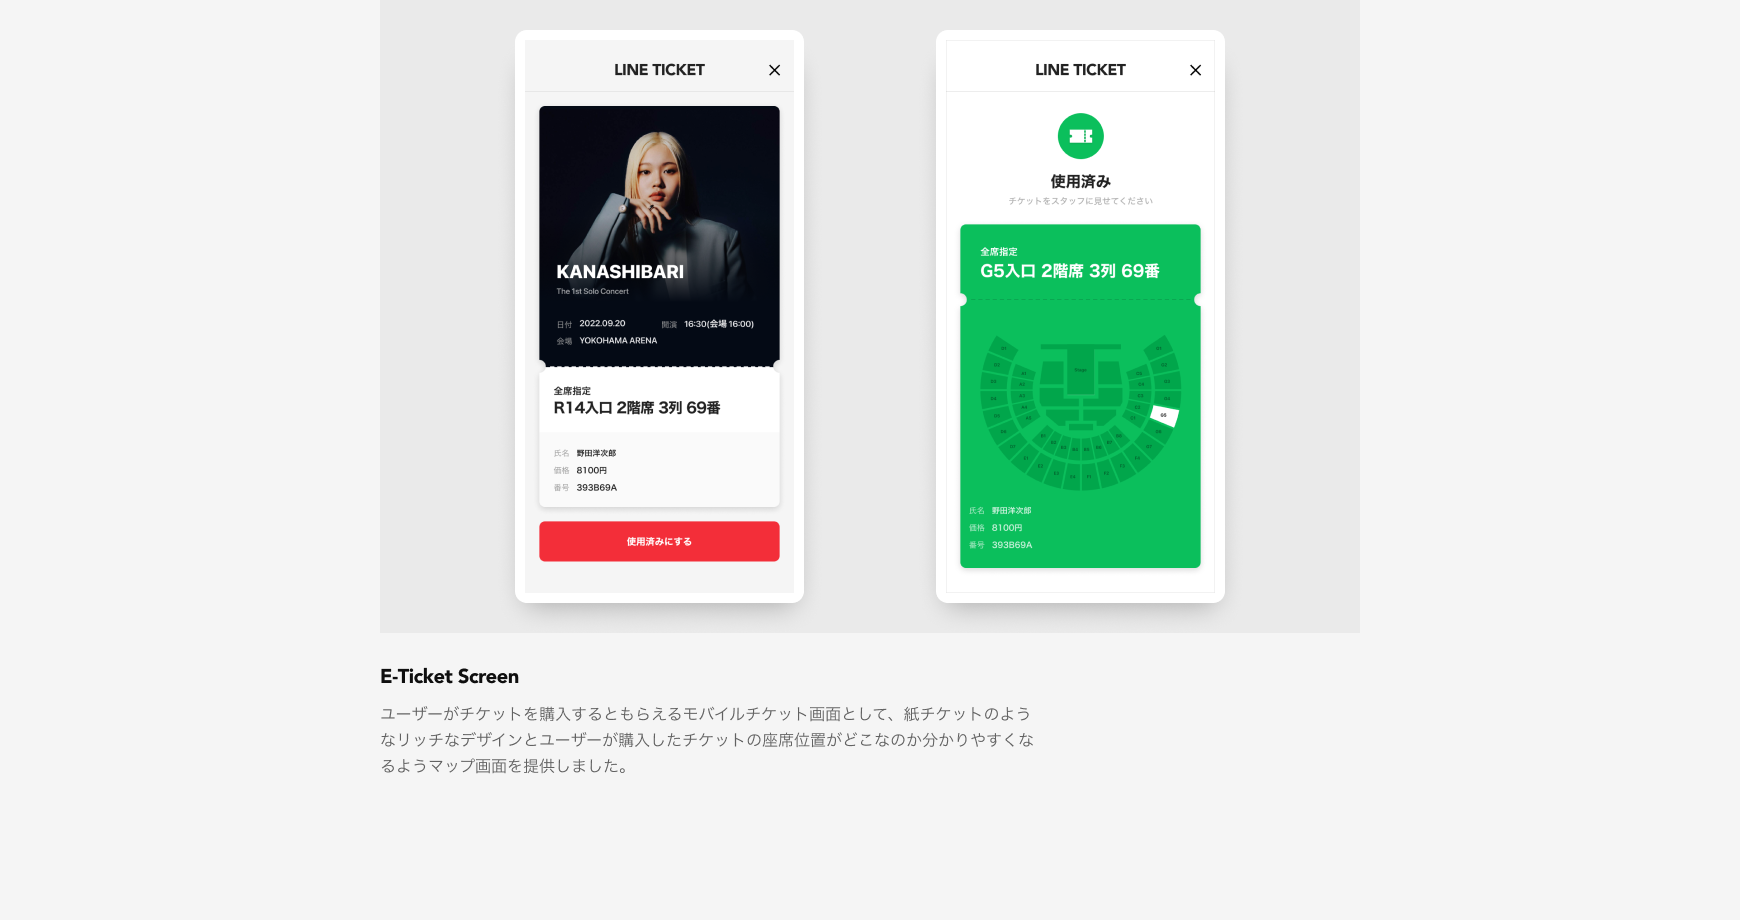 LINE TICKET
KANASHIBARI
The 1st Solo Concert
日付 2022.09.20 開演 16:30(会場 16:00)
会場 YOKOHAMA ARENA
全席指定
R14入口 2階席 3列 69番
氏名 野田洋次郎
価格 8100円
番号 393B69A
使用済みにする
LINE TICKET
使用済み
チケットをスタッフに見せてください
全席指定
G5入口 2階席 3列 69番
氏名 野田洋次郎
価格 8100円
番号 393B69A
E-Ticket Screen
ユーザーがチケットを購入するともらえるモバイルチケット画面として、紙チケットのよう
なリッチなデザインとユーザーが購入したチケットの座席位置がどこなのか分かりやすくな
るようマップ画面を提供しました。